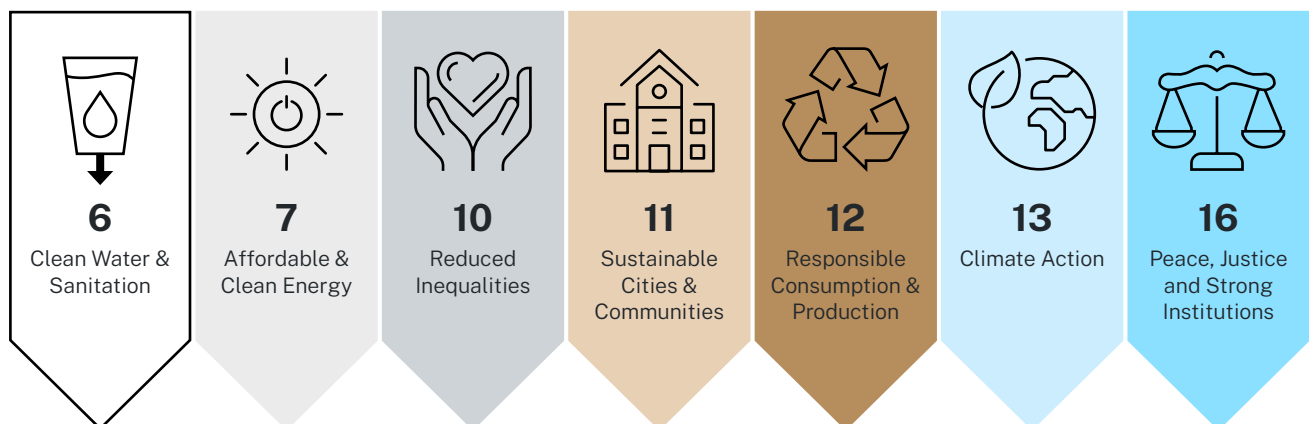 6
Clean Water &
Sanitation
7
Affordable &
Clean Energy
10
Reduced
Inequalities
11
Sustainable
Cities &
Communities
12
Responsible
Consumption &
Production
13
Climate Action
16
Peace, Justice
and Strong
Institutions